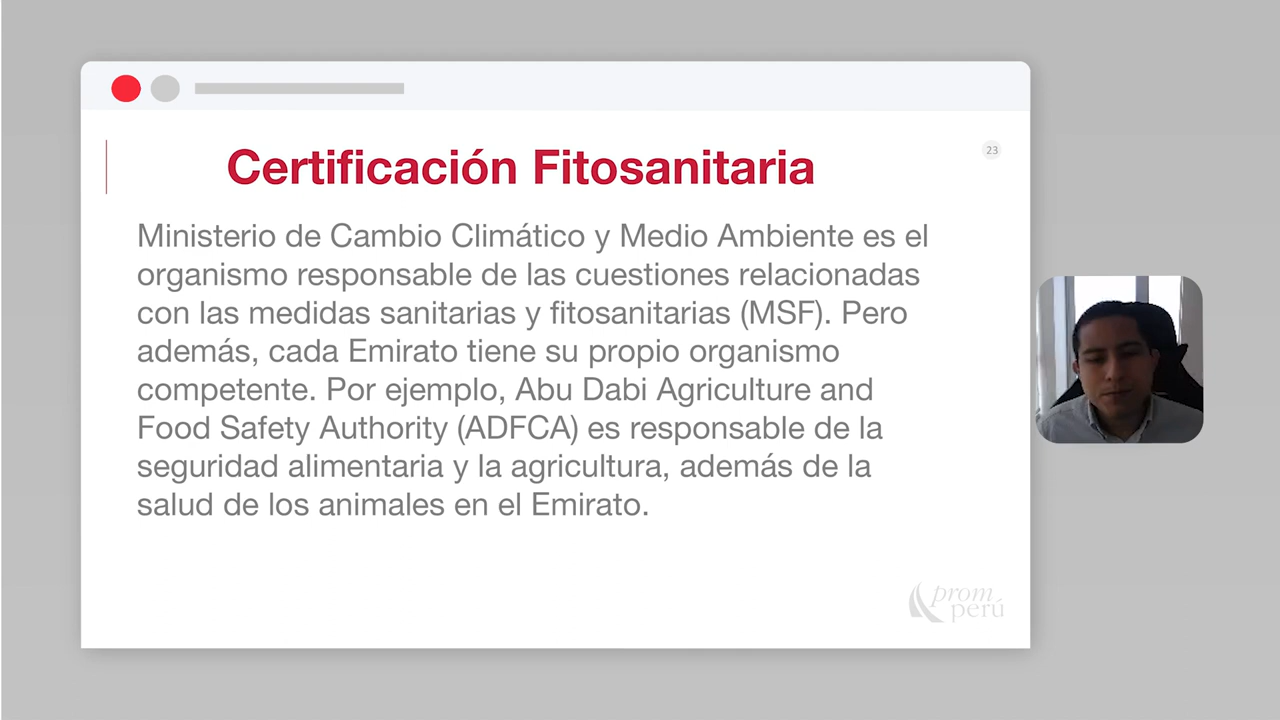 Certificación Fitosanitaria
23
Ministerio de Cambio Climático y Medio Ambiente es el
organismo responsable de las cuestiones relacionadas
con las medidas sanitarias y fitosanitarias (MSF). Pero
además, cada Emirato tiene su propio organismo
competente. Por ejemplo, Abu Dabi Agriculture and
Food Safety Authority (ADFCA) es responsable de la
seguridad alimentaria y la agricultura, además de la
salud de los animales en el Emirato.
prom
perú